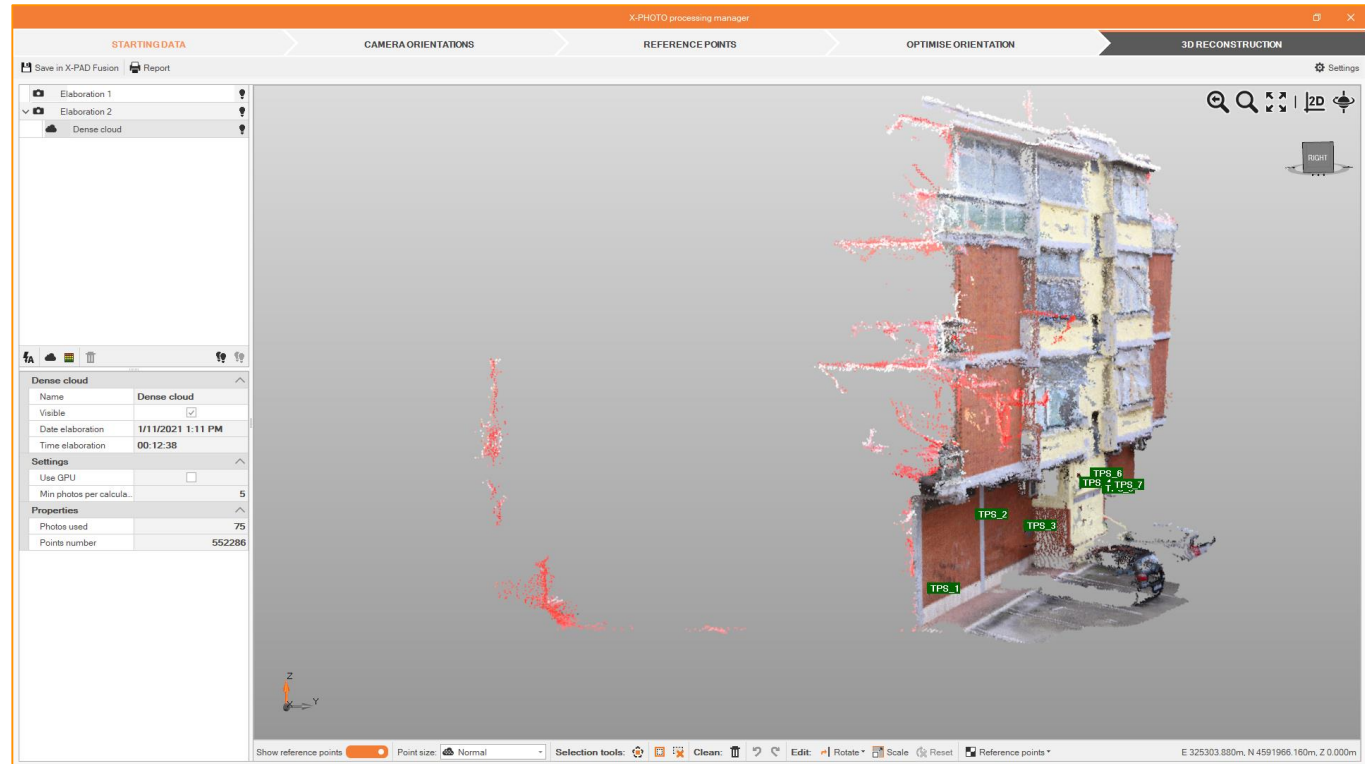 X-PHOTO processing manager
STARTING DATA
CAMERA ORIENTATIONS
REFERENCE POINTS
OPTIMISE ORIENTATION
3D RECONSTRUCTION
Save in X-PAD Fusion
Report
Settings
Elaboration 1
Elaboration 2
Dense cloud
2D
RIGHT
Dense cloud
Name Dense cloud
Visible
Date elaboration 1/11/2021 1:11 PM
Time elaboration 00:12:38
Settings
Use GPU
Min photos per calcula... 5
Properties
Photos used 75
Points number 552286
TPS_6
TPS
TPS_7
TPS_2
TPS_3
TPS_1
Z
Y
Show reference points Point size: Normal Selection tools: Clean: Edit: Rotate Scale Reset Reference points E 325303.880m, N 4591966.160m, Z 0.000m